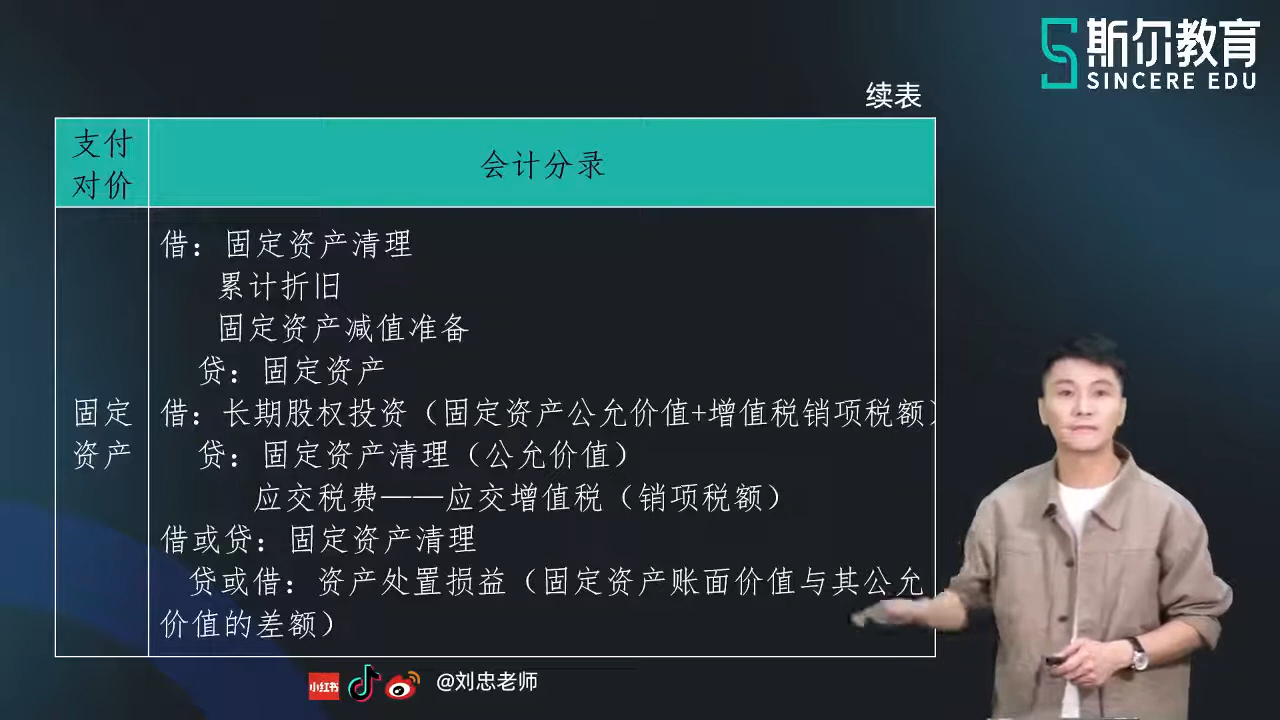 斯尔教育
SINCERE EDU
续表
支付
对价
会计分录
借：固定资产清理
累计折旧
固定资产减值准备
贷：固定资产
固定
资产
借：长期股权投资（固定资产公允价值+增值税销项税额）
贷：固定资产清理（公允价值）
应交税费——应交增值税（销项税额）
借或贷：固定资产清理
贷或借：资产处置损益（固定资产账面价值与其公允
价值的差额）
小红书
@刘忠老师